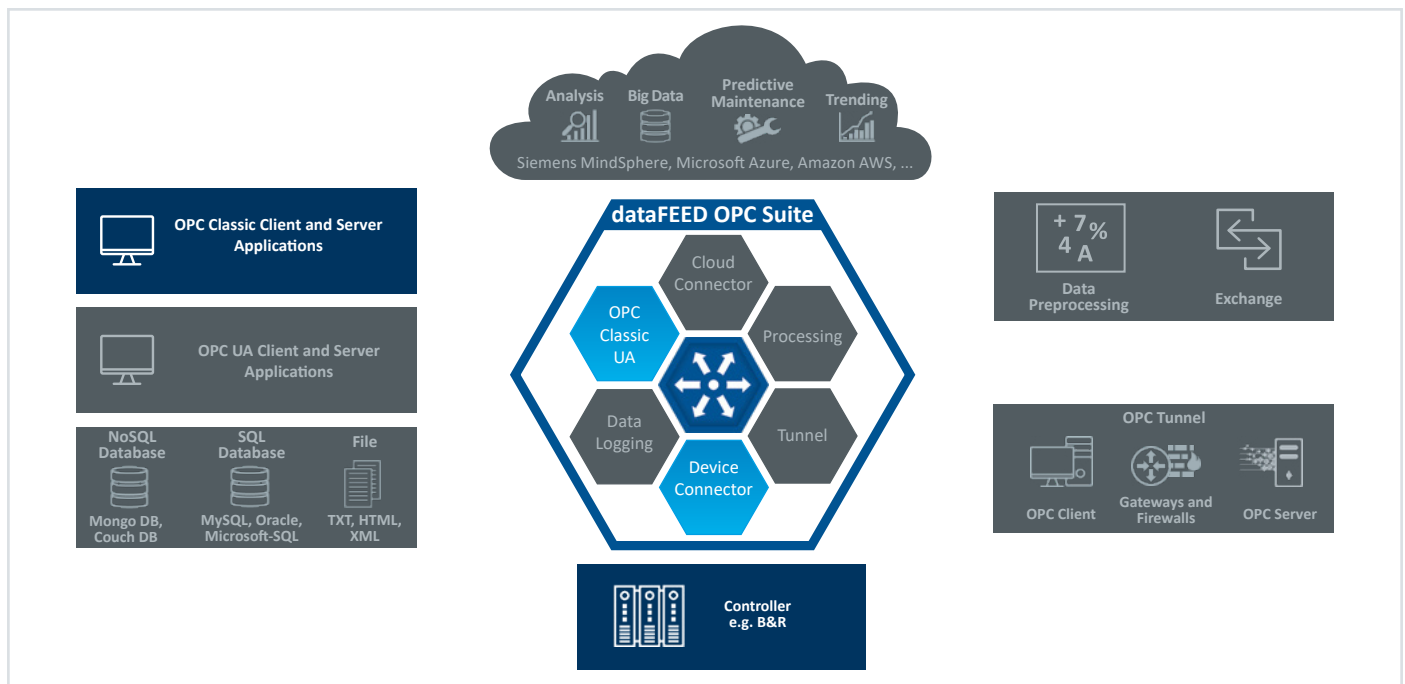 Analysis
Big Data
Predictive
Maintenance
Trending
Siemens MindSphere, Microsoft Azure, Amazon AWS, ...
OPC Classic Client and Server
Applications
OPC UA Client and Server
Applications
NoSQL
Database
SQL
Database
File
Mongo DB,
Couch DB
MySQL, Oracle,
Microsoft-SQL
TXT, HTML,
XML
dataFEED OPC Suite
Cloud
Connector
OPC
Classic
UA
Processing
Data
Logging
Tunnel
Device
Connector
+ 7%
4 A
Data
Preprocessing
Exchange
OPC Tunnel
OPC Client
Gateways and
Firewalls
OPC Server
Controller
e.g. B&R